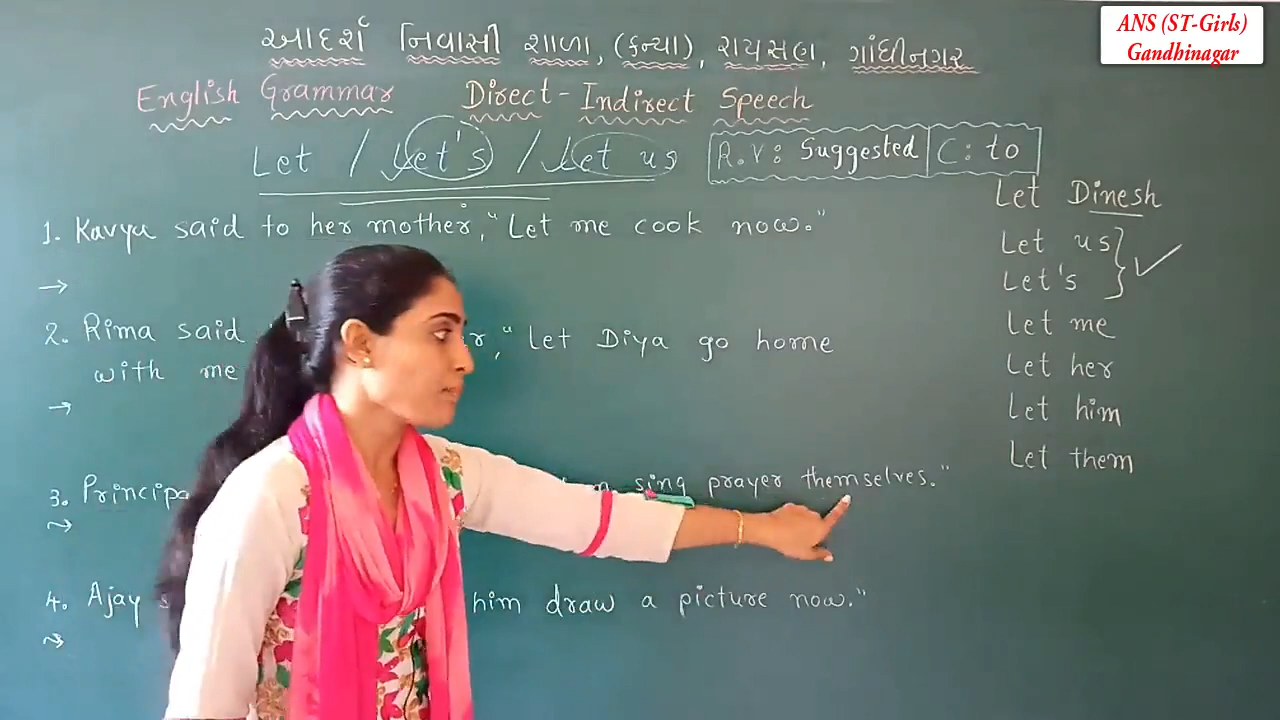 આદર્શ નિવાસી શાળા, (કન્યા), રાયસણ, ગાંધીનગર
ANS (ST-Girls)
Gandhinagar
English Grammar Direct - Indirect Speech
Let / Let's / Let us R.V: Suggested C: to
1. Kavya said to her mother, "Let me cook now."
→
2. Rima said "Let Diya go home
with me
→
3. sing prayer themselves."
→
4. Ajay him draw a picture now."
→
Let Dinesh
Let us
Let's
Let me
Let her
Let him
Let them